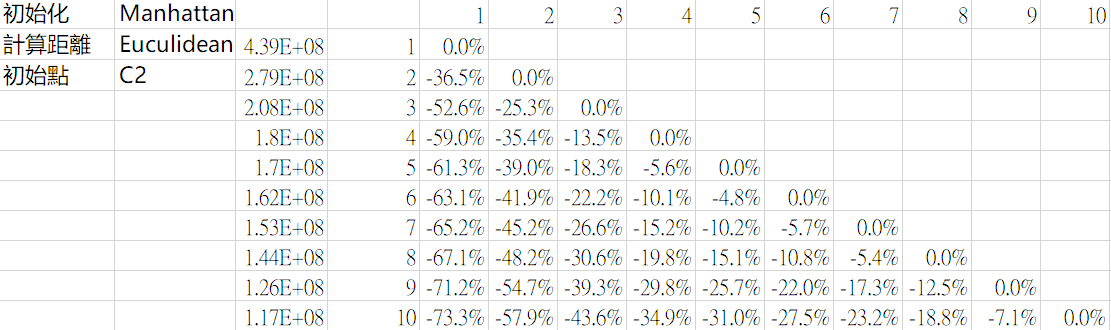 初始化 Manhattan 1 2 3 4 5 6 7 8 9 10
計算距離 Euculidean 4.39E+08 1 0.0%
初始點 C2 2.79E+08 2 -36.5% 0.0%
2.08E+08 3 -52.6% -25.3% 0.0%
1.8E+08 4 -59.0% -35.4% -13.5% 0.0%
1.7E+08 5 -61.3% -39.0% -18.3% -5.6% 0.0%
1.62E+08 6 -63.1% -41.9% -22.2% -10.1% -4.8% 0.0%
1.53E+08 7 -65.2% -45.2% -26.6% -15.2% -10.2% -5.7% 0.0%
1.44E+08 8 -67.1% -48.2% -30.6% -19.8% -15.1% -10.8% -5.4% 0.0%
1.26E+08 9 -71.2% -54.7% -39.3% -29.8% -25.7% -22.0% -17.3% -12.5% 0.0%
1.17E+08 10 -73.3% -57.9% -43.6% -34.9% -31.0% -27.5% -23.2% -18.8% -7.1% 0.0%